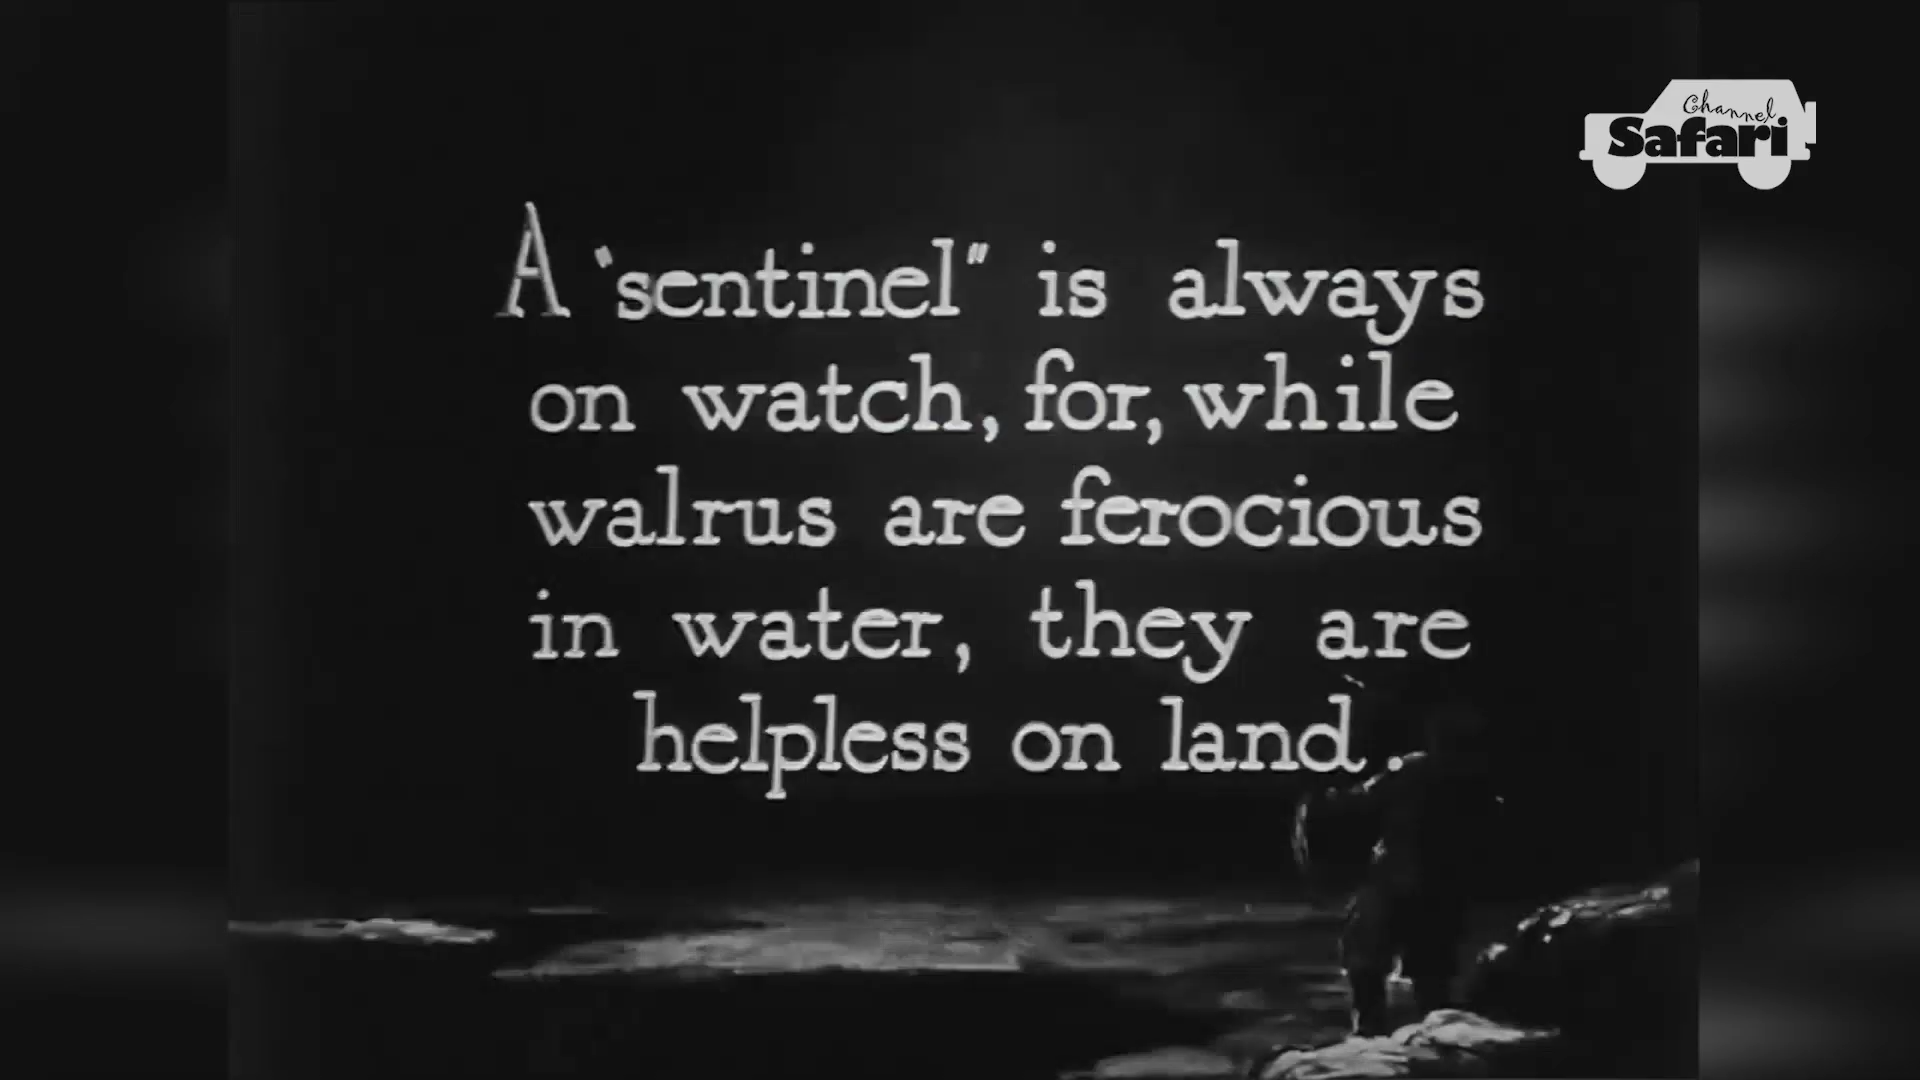 Channel
Safari
A "sentinel" is always
on watch, for, while
walrus are ferocious
in water, they are
helpless on land.